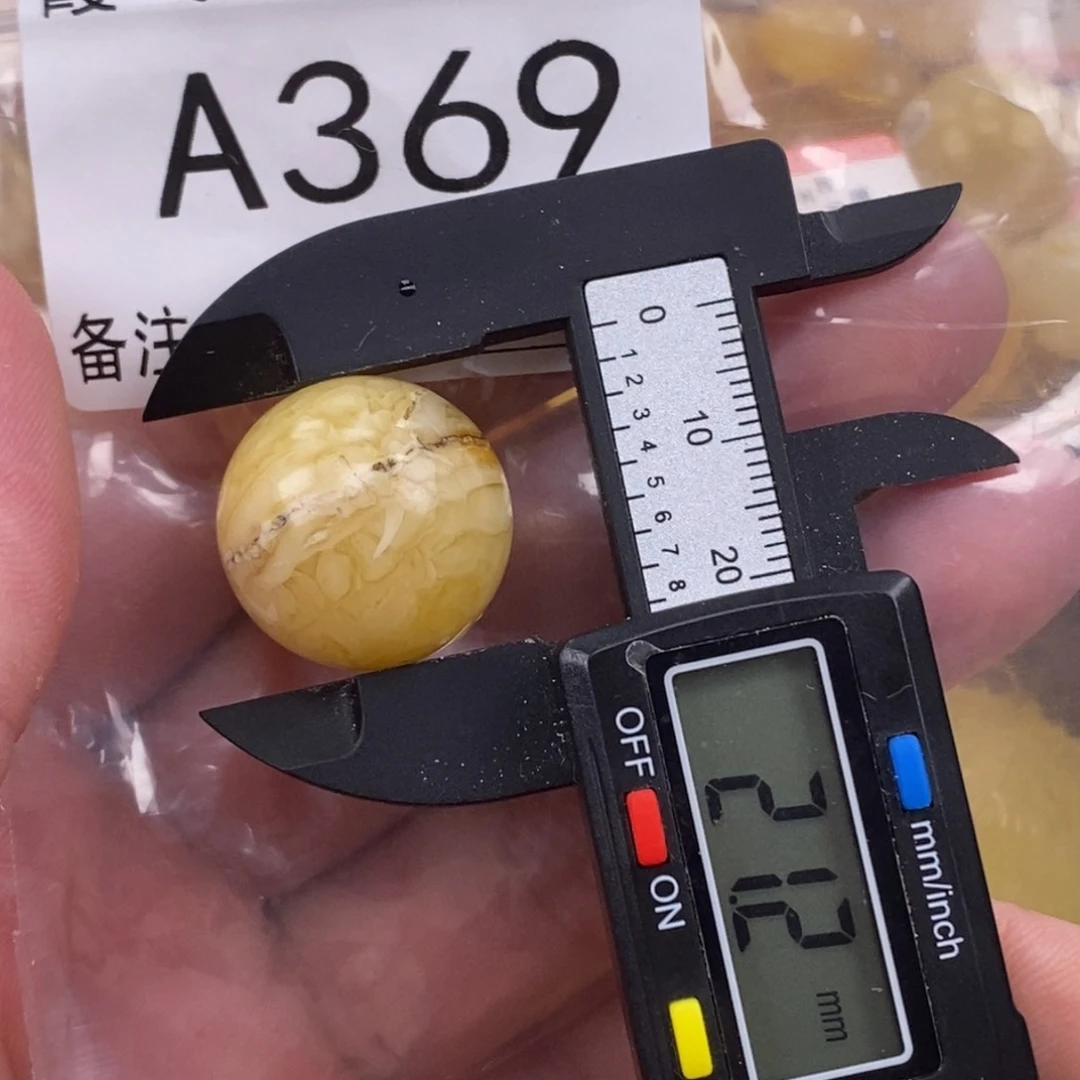 A369
备注
0 10 20
1 2 3 4 5 6 7 8
OFF ON
21.2 mm
mm/inch